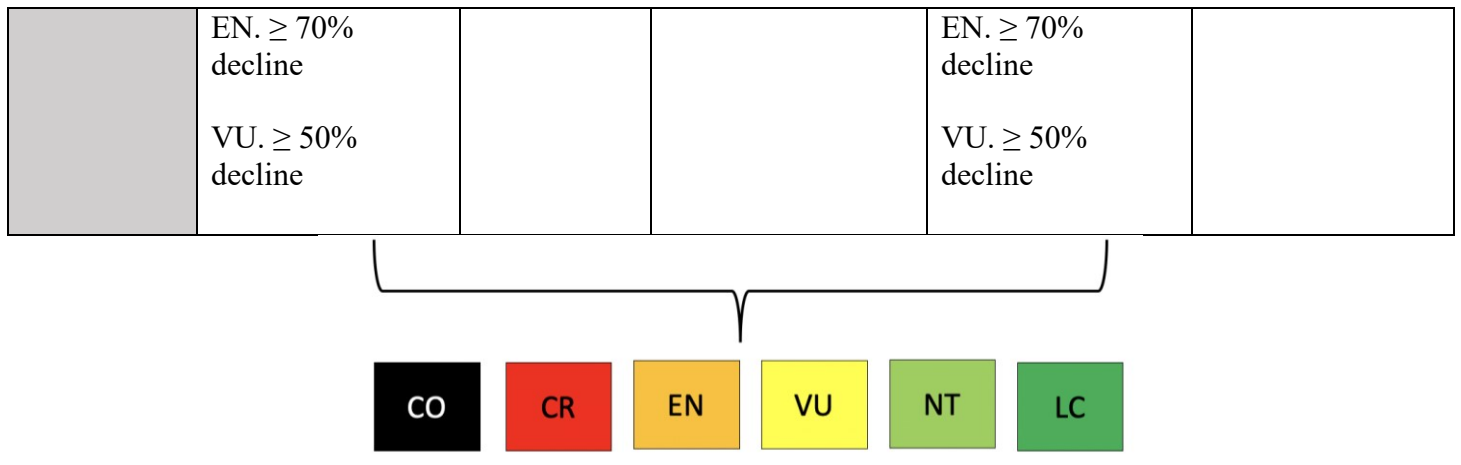 EN. ≥ 70%
decline
VU. ≥ 50%
decline
EN. ≥ 70%
decline
VU. ≥ 50%
decline
CO
CR
EN
VU
NT
LC